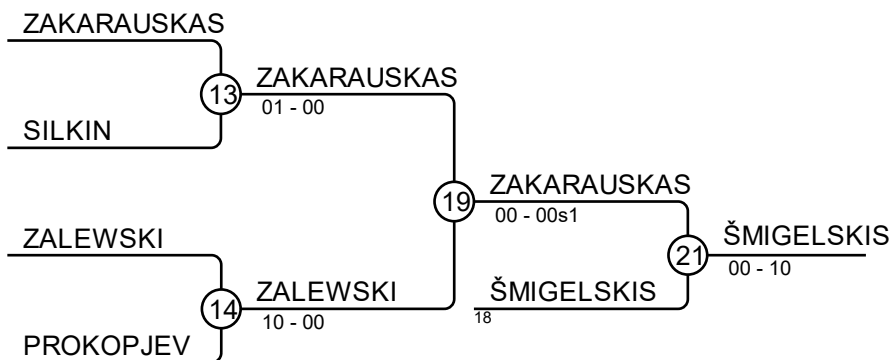 ZAKARAUSKAS
13
ZAKARAUSKAS
01 - 00
SILKIN
19
ZAKARAUSKAS
00 - 00s1
ZALEWSKI
21
ŠMIGELSKIS
00 - 10
14
ZALEWSKI
10 - 00
ŠMIGELSKIS
18
PROKOPJEV